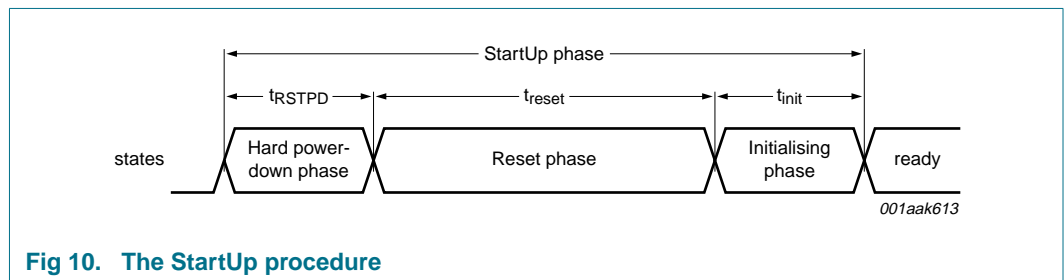 StartUp phase
tRSTPD
treset
tinit
states
Hard power-
down phase
Reset phase
Initialising
phase
ready
001aak613
Fig 10. The StartUp procedure